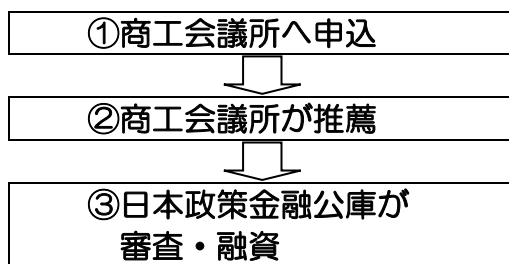 ①商工会議所へ申込
②商工会議所が推薦
③日本政策金融公庫が
審査・融資